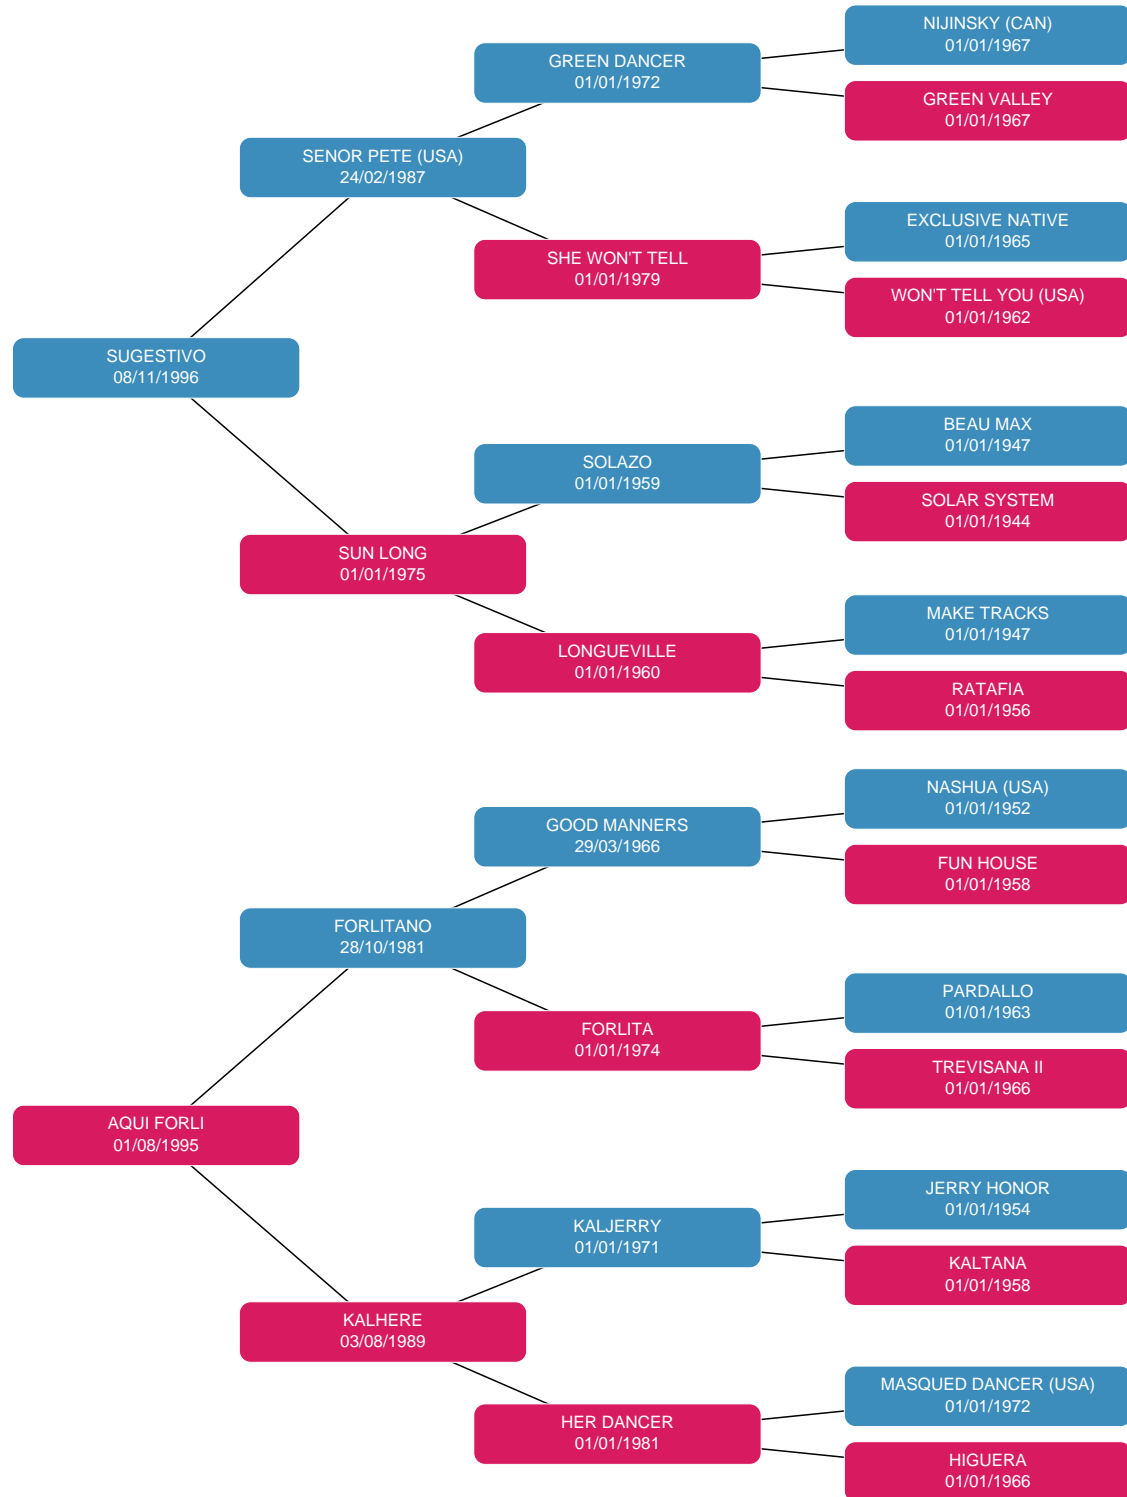 NIJINSKY (CAN)
01/01/1967
GREEN DANCER
01/01/1972
GREEN VALLEY
01/01/1967
SENOR PETE (USA)
24/02/1987
EXCLUSIVE NATIVE
01/01/1965
SHE WON'T TELL
01/01/1979
WON'T TELL YOU (USA)
01/01/1962
SUGESTIVO
08/11/1996
BEAU MAX
01/01/1947
SOLAZO
01/01/1959
SOLAR SYSTEM
01/01/1944
SUN LONG
01/01/1975
MAKE TRACKS
01/01/1947
LONGUEVILLE
01/01/1960
RATAFIA
01/01/1956
NASHUA (USA)
01/01/1952
GOOD MANNERS
29/03/1966
FUN HOUSE
01/01/1958
FORLITANO
28/10/1981
PARDALLO
01/01/1963
FORLITA
01/01/1974
TREVISANA II
01/01/1966
AQUI FORLI
01/08/1995
JERRY HONOR
01/01/1954
KALJERRY
01/01/1971
KALTANA
01/01/1958
KALHERE
03/08/1989
MASQUED DANCER (USA)
01/01/1972
HER DANCER
01/01/1981
HIGUERA
01/01/1966